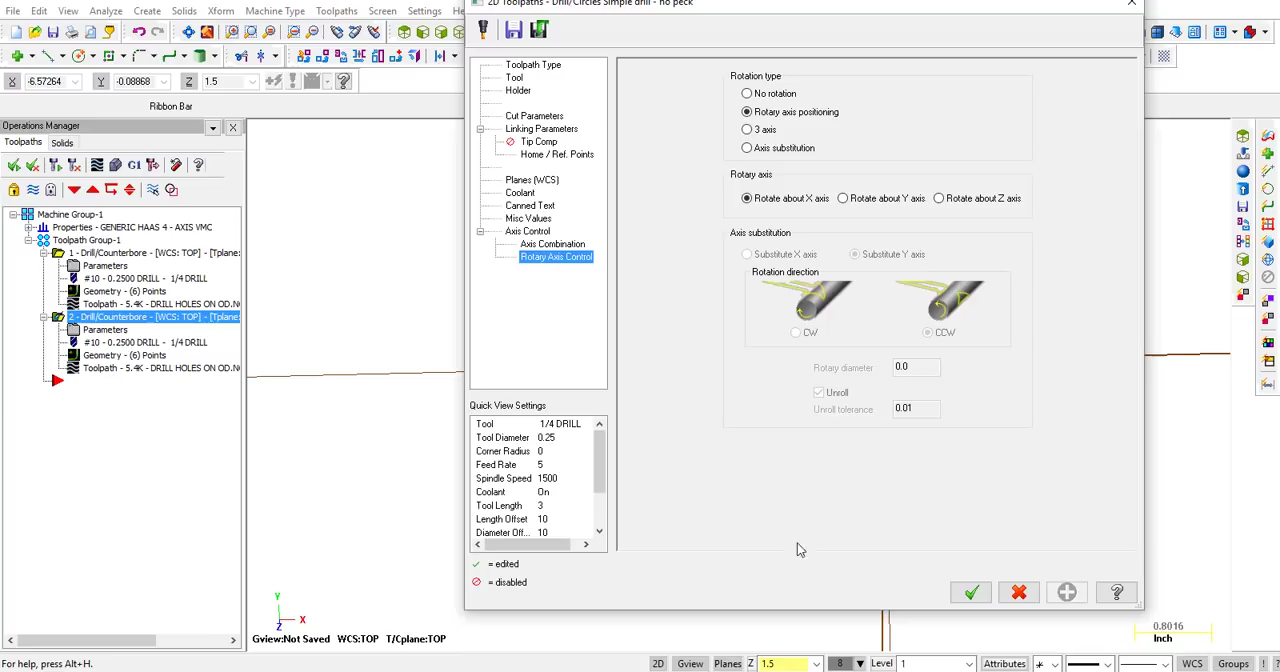 2D Toolpaths - Drill/Circles Simple drill - no peck
File Edit View Analyze Create Solids Xform Machine Type Toolpaths Screen Settings
X -6.57264 Y -0.08868 Z 1.5
Ribbon Bar
Operations Manager
Toolpaths Solids
G1
Machine Group-1
Properties - GENERIC HAAS 4 - AXIS VMC
Toolpath Group-1
1 - Drill/Counterbore - [WCS: TOP] - [Tplane:
Parameters
#10 - 0.2500 DRILL - 1/4 DRILL
Geometry - (6) Points
Toolpath - 5.4K - DRILL HOLES ON OD.N
2 - Drill/Counterbore - [WCS: TOP] - [Tplane:
Parameters
#10 - 0.2500 DRILL - 1/4 DRILL
Geometry - (6) Points
Toolpath - 5.4K - DRILL HOLES ON OD.N
Toolpath Type
Tool
Holder
Cut Parameters
Linking Parameters
Tip Comp
Home / Ref. Points
Planes (WCS)
Coolant
Canned Text
Misc Values
Axis Control
Axis Combination
Rotary Axis Control
Quick View Settings
Tool 1/4 DRILL
Tool Diameter 0.25
Corner Radius 0
Feed Rate 5
Spindle Speed 1500
Coolant On
Tool Length 3
Length Offset 10
Diameter Off... 10
= edited
= disabled
Rotation type
No rotation
Rotary axis positioning
3 axis
Axis substitution
Rotary axis
Rotate about X axis Rotate about Y axis Rotate about Z axis
Axis substitution
Substitute X axis Substitute Y axis
Rotation direction
CW CCW
Rotary diameter 0.0
Unroll
Unroll tolerance 0.01
Y
X
Z
Gview:Not Saved WCS:TOP T/Cplane:TOP
0.8016
Inch
For help, press Alt+H.
2D Gview Planes Z 1.5 8 Level 1 Attributes WCS Groups